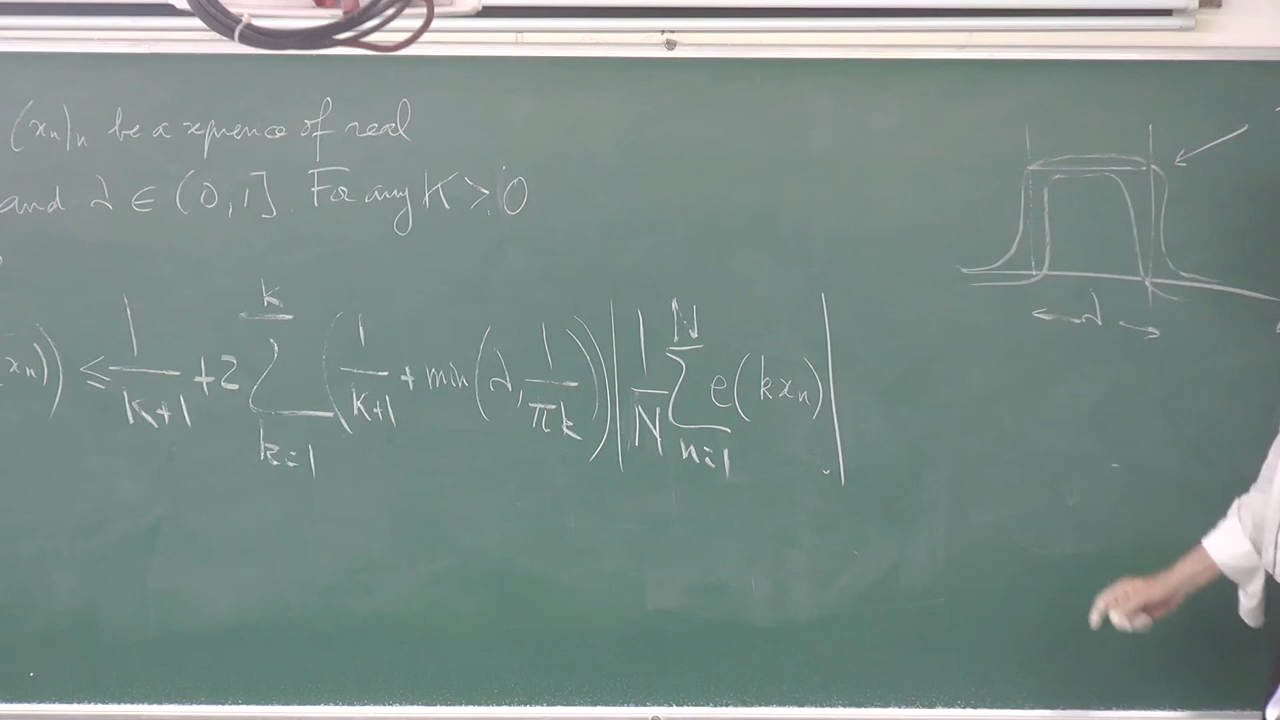 (xₙ)ₙ be a sequence of real
and λ ∈ (0,1]. For any K ≥ 0
xₙ) ) ≤ 1/(K+1) + 2 ∑_{k=1}^{K} ( 1/(K+1) + min( λ, 1/(πk) ) ) | 1/N ∑_{n=1}^{N} e(kxₙ) |
λ